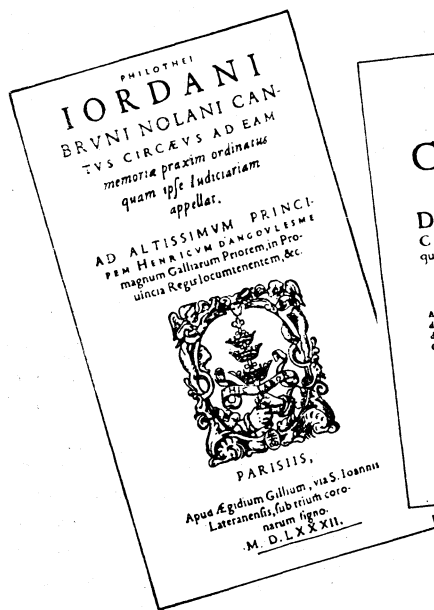 PHILOTHEI
IORDANI
BRVNI NOLANI CAN-
TVS CIRCÆVS AD EAM
memoriæ praxim ordinatus
quam ipse Iudiciariam
appellat.
AD ALTISSIMVM PRINCI-
PEM HENRICVM D'ANGOVLESME
magnum Galliarum Priorem, in Pro-
uincia Regis locumtenentem, &c.
PARISIIS,
Apud Ægidium Gillium, via S. Ioannis
Lateranensis, sub trium coro-
narum signo.
M. D. LXXXII.
C
D
C
qu